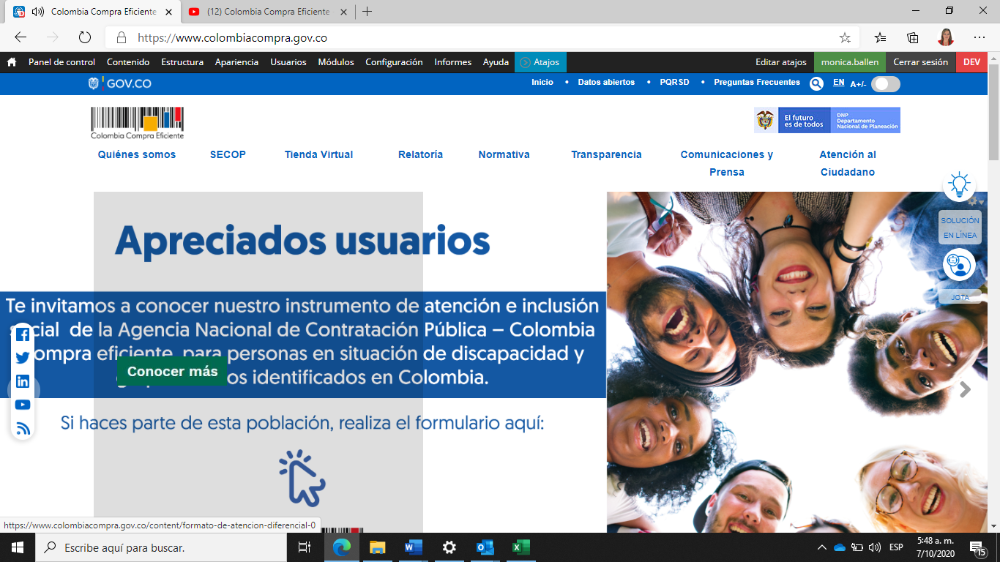 Colombia Compra Eficiente
(12) Colombia Compra Eficiente
https://www.colombiacompra.gov.co
Panel de control Contenido Estructura Apariencia Usuarios Módulos Configuración Informes Ayuda Atajos Editar atajos monica.ballen Cerrar sesión DEV
GOV.CO
Inicio • Datos abiertos • PQRSD • Preguntas Frecuentes EN A+/-
Colombia Compra Eficiente
El futuro
es de todos
DNP
Departamento
Nacional de Planeación
Quiénes somos SECOP Tienda Virtual Relatoría Normativa Transparencia Comunicaciones y Prensa Atención al Ciudadano
SOLUCIÓN
EN LÍNEA
JOTA
Apreciados usuarios
Te invitamos a conocer nuestro instrumento de atención e inclusión
de la Agencia Nacional de Contratación Pública – Colombia
eficiente, para personas en situación de discapacidad y
identificados en Colombia.
Conocer más
Si haces parte de esta población, realiza el formulario aquí:
https://www.colombiacompra.gov.co/content/formato-de-atencion-diferencial-0
Escribe aquí para buscar.
ESP
5:48 a. m.
7/10/2020
15